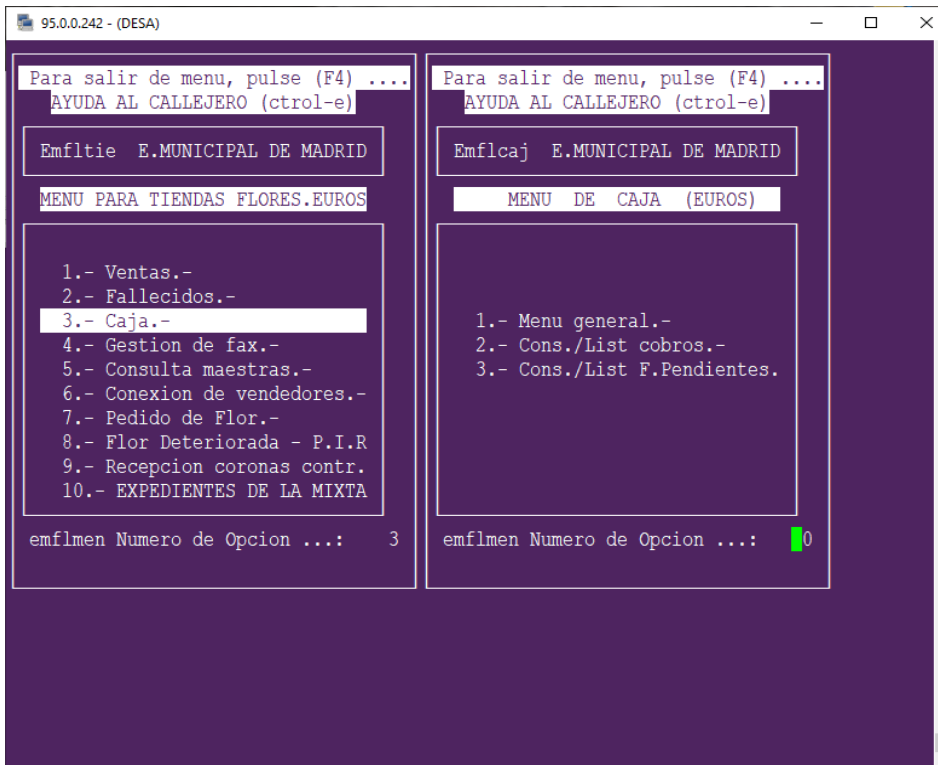 95.0.0.242 - (DESA)
Para salir de menu, pulse (F4) ....
AYUDA AL CALLEJERO (ctrol-e)
Emfltie E.MUNICIPAL DE MADRID
MENU PARA TIENDAS FLORES.EUROS
1.- Ventas.-
2.- Fallecidos.-
3.- Caja.-
4.- Gestion de fax.-
5.- Consulta maestras.-
6.- Conexion de vendedores.-
7.- Pedido de Flor.-
8.- Flor Deteriorada - P.I.R
9.- Recepcion coronas contr.
10.- EXPEDIENTES DE LA MIXTA
emflmen Numero de Opcion ...: 3
Para salir de menu, pulse (F4) ....
AYUDA AL CALLEJERO (ctrol-e)
Emflcaj E.MUNICIPAL DE MADRID
MENU DE CAJA (EUROS)
1.- Menu general.-
2.- Cons./List cobros.-
3.- Cons./List F.Pendientes.
emflmen Numero de Opcion ...: 0